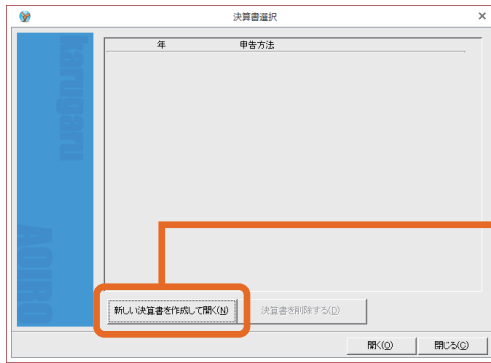 決算書選択
年 申告方法
karugaru
AOIRO
新しい決算書を作成して開く(N) 決算書を削除する(D)
開く(O) 閉じる(C)